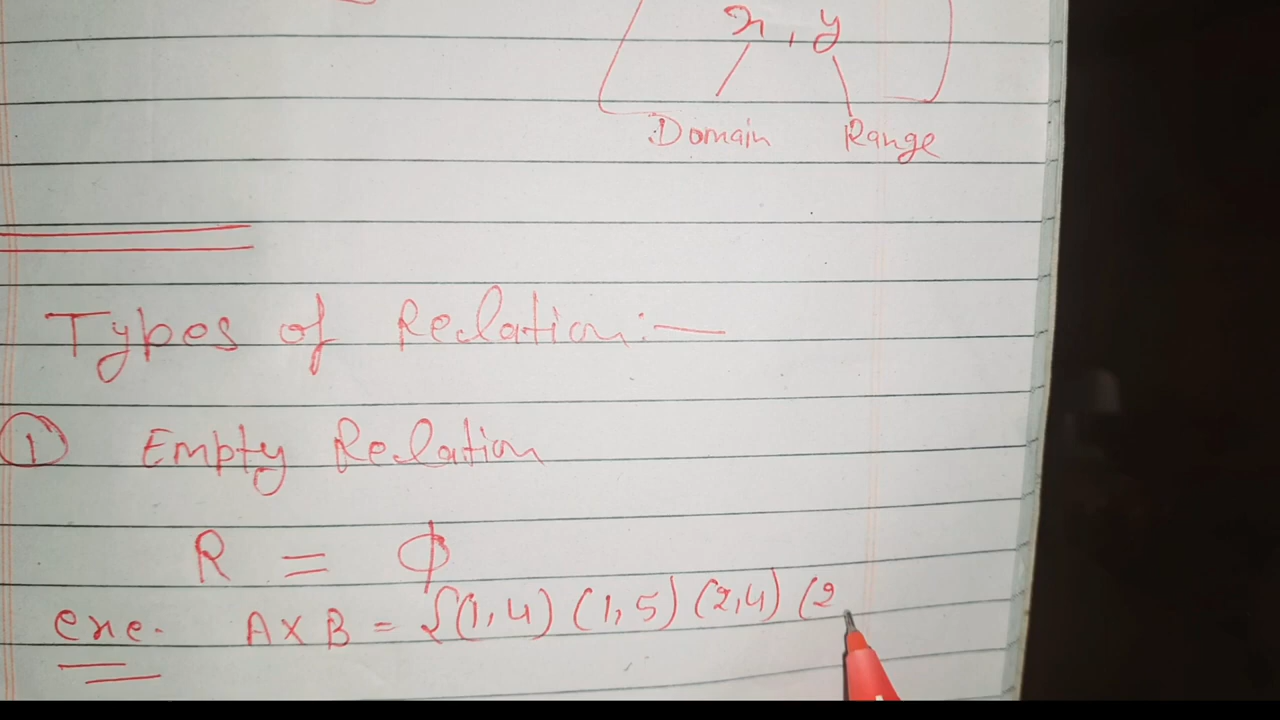 x, y
Domain Range
Types of Relation:—
① Empty Relation
R = ϕ
exe. A×B = {(1,4) (1,5) (2,4) (2